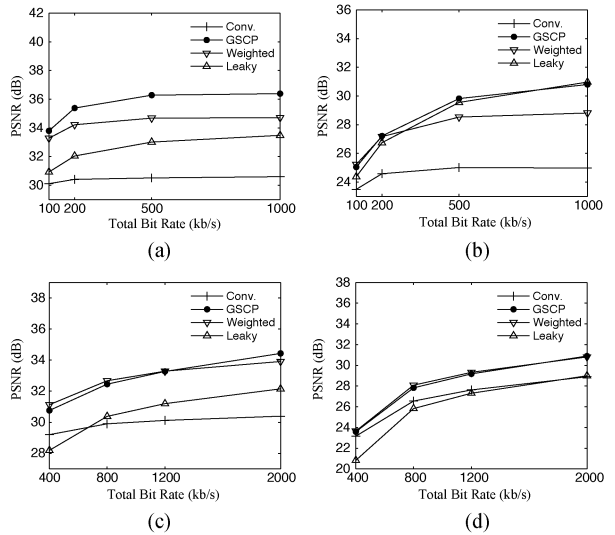 42
40
38
36
34
32
30
PSNR (dB)
Conv.
GSCP
Weighted
Leaky
100 200 500 1000
Total Bit Rate (kb/s)
(a)
36
34
32
30
28
26
24
PSNR (dB)
Conv.
GSCP
Weighted
Leaky
100 200 500 1000
Total Bit Rate (kb/s)
(b)
38
36
34
32
30
28
PSNR (dB)
Conv.
GSCP
Weighted
Leaky
400 800 1200 2000
Total Bit Rate (kb/s)
(c)
38
36
34
32
30
28
26
24
22
20
PSNR (dB)
Conv.
GSCP
Weighted
Leaky
400 800 1200 2000
Total Bit Rate (kb/s)
(d)